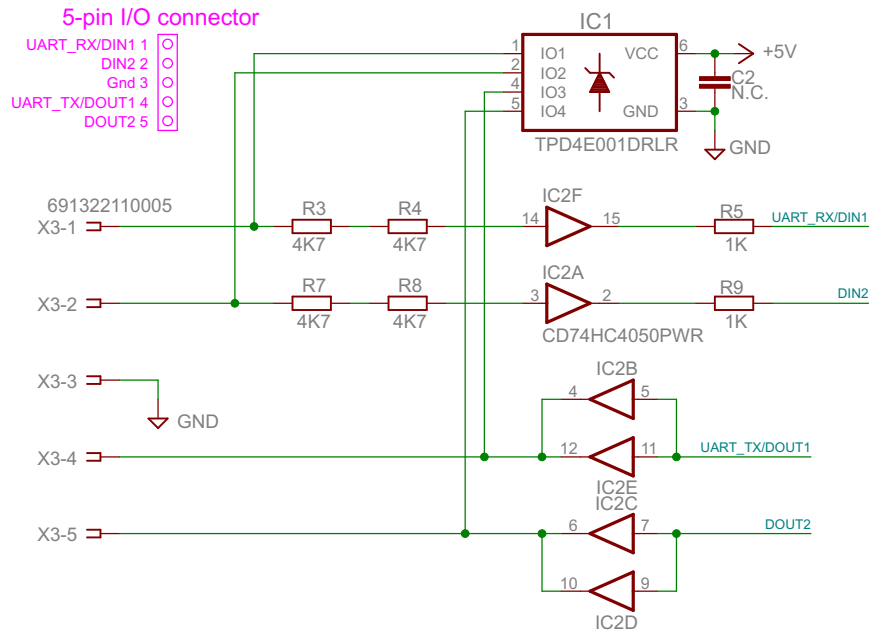 5-pin I/O connector
UART_RX/DIN1 1
DIN2 2
Gnd 3
UART_TX/DOUT1 4
DOUT2 5
IC1
1 IO1 VCC 6 +5V
2 IO2
4 IO3
5 IO4 GND 3
C2
N.C.
TPD4E001DRLR
GND
691322110005
X3-1
R3
4K7
R4
4K7
IC2F
14 15
R5
1K
UART_RX/DIN1
X3-2
R7
4K7
R8
4K7
IC2A
3 2
R9
1K
DIN2
CD74HC4050PWR
X3-3
GND
IC2B
4 5
X3-4
12 11
UART_TX/DOUT1
IC2E
IC2C
X3-5
6 7
DOUT2
10 9
IC2D